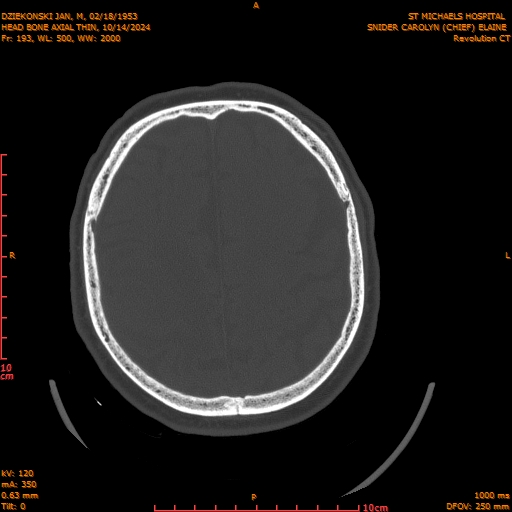 A
DZIEKONSKI JAN, M, 02/18/1953
HEAD BONE AXIAL THIN, 10/14/2024
Fr: 193, WL: 500, WW: 2000
ST MICHAELS HOSPITAL
SNIDER CAROLYN (CHIEF) ELAINE
Revolution CT
R
L
10
cm
kV: 120
mA: 350
0.63 mm
Tilt: 0
P
10cm
1000 ms
DFOV: 250 mm